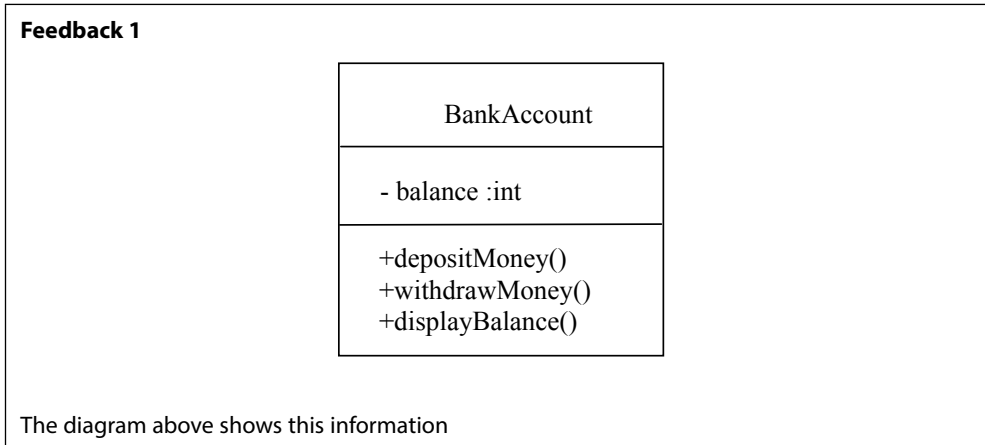 Feedback 1
BankAccount
- balance :int
+depositMoney()
+withdrawMoney()
+displayBalance()
The diagram above shows this information